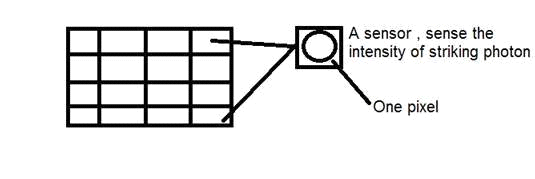 A sensor , sense the
intensity of striking photon
One pixel